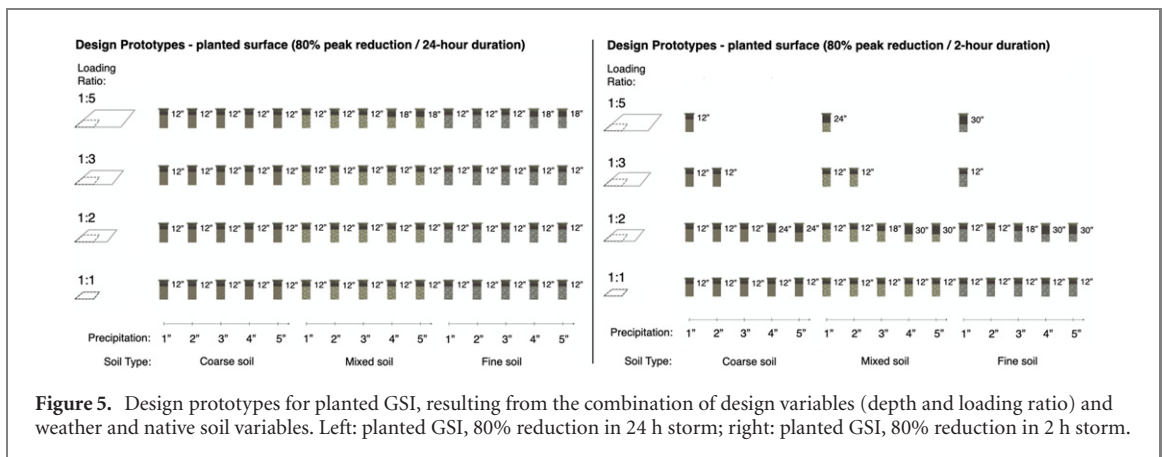 Design Prototypes - planted surface (80% peak reduction / 24-hour duration)
Loading
Ratio:
1:5
12" 12" 12" 12" 12" 12" 12" 12" 18" 18" 12" 12" 12" 18" 18"
1:3
12" 12" 12" 12" 12" 12" 12" 12" 12" 12" 12" 12" 12" 12" 12"
1:2
12" 12" 12" 12" 12" 12" 12" 12" 12" 12" 12" 12" 12" 12" 12"
1:1
12" 12" 12" 12" 12" 12" 12" 12" 12" 12" 12" 12" 12" 12" 12"
Precipitation: 1" 2" 3" 4" 5" 1" 2" 3" 4" 5" 1" 2" 3" 4" 5"
Soil Type: Coarse soil Mixed soil Fine soil
Design Prototypes - planted surface (80% peak reduction / 2-hour duration)
Loading
Ratio:
1:5
12" 24" 30"
1:3
12" 12" 12" 12" 12"
1:2
12" 12" 12" 24" 24" 12" 12" 18" 30" 30" 12" 12" 18" 30" 30"
1:1
12" 12" 12" 12" 12" 12" 12" 12" 12" 12" 12" 12" 12" 12" 12"
Precipitation: 1" 2" 3" 4" 5" 1" 2" 3" 4" 5" 1" 2" 3" 4" 5"
Soil Type: Coarse soil Mixed soil Fine soil
Figure 5. Design prototypes for planted GSI, resulting from the combination of design variables (depth and loading ratio) and
weather and native soil variables. Left: planted GSI, 80% reduction in 24 h storm; right: planted GSI, 80% reduction in 2 h storm.